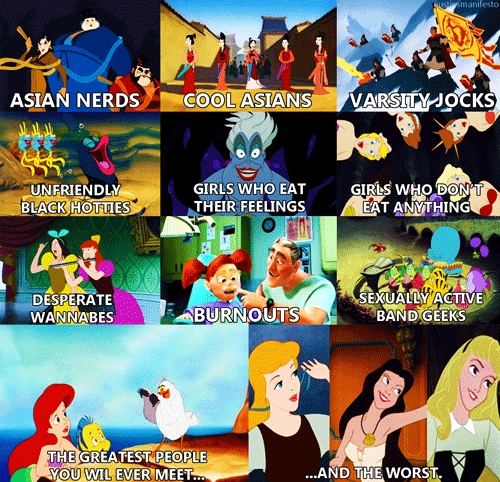 justjesmanifesto
ASIAN NERDS
COOL ASIANS
VARSITY JOCKS
UNFRIENDLY
BLACK HOTTIES
GIRLS WHO EAT
THEIR FEELINGS
GIRLS WHO DON'T
EAT ANYTHING
DESPERATE
WANNABES
BURNOUTS
SEXUALLY ACTIVE
BAND GEEKS
THE GREATEST PEOPLE
YOU WIL EVER MEET...
...AND THE WORST.